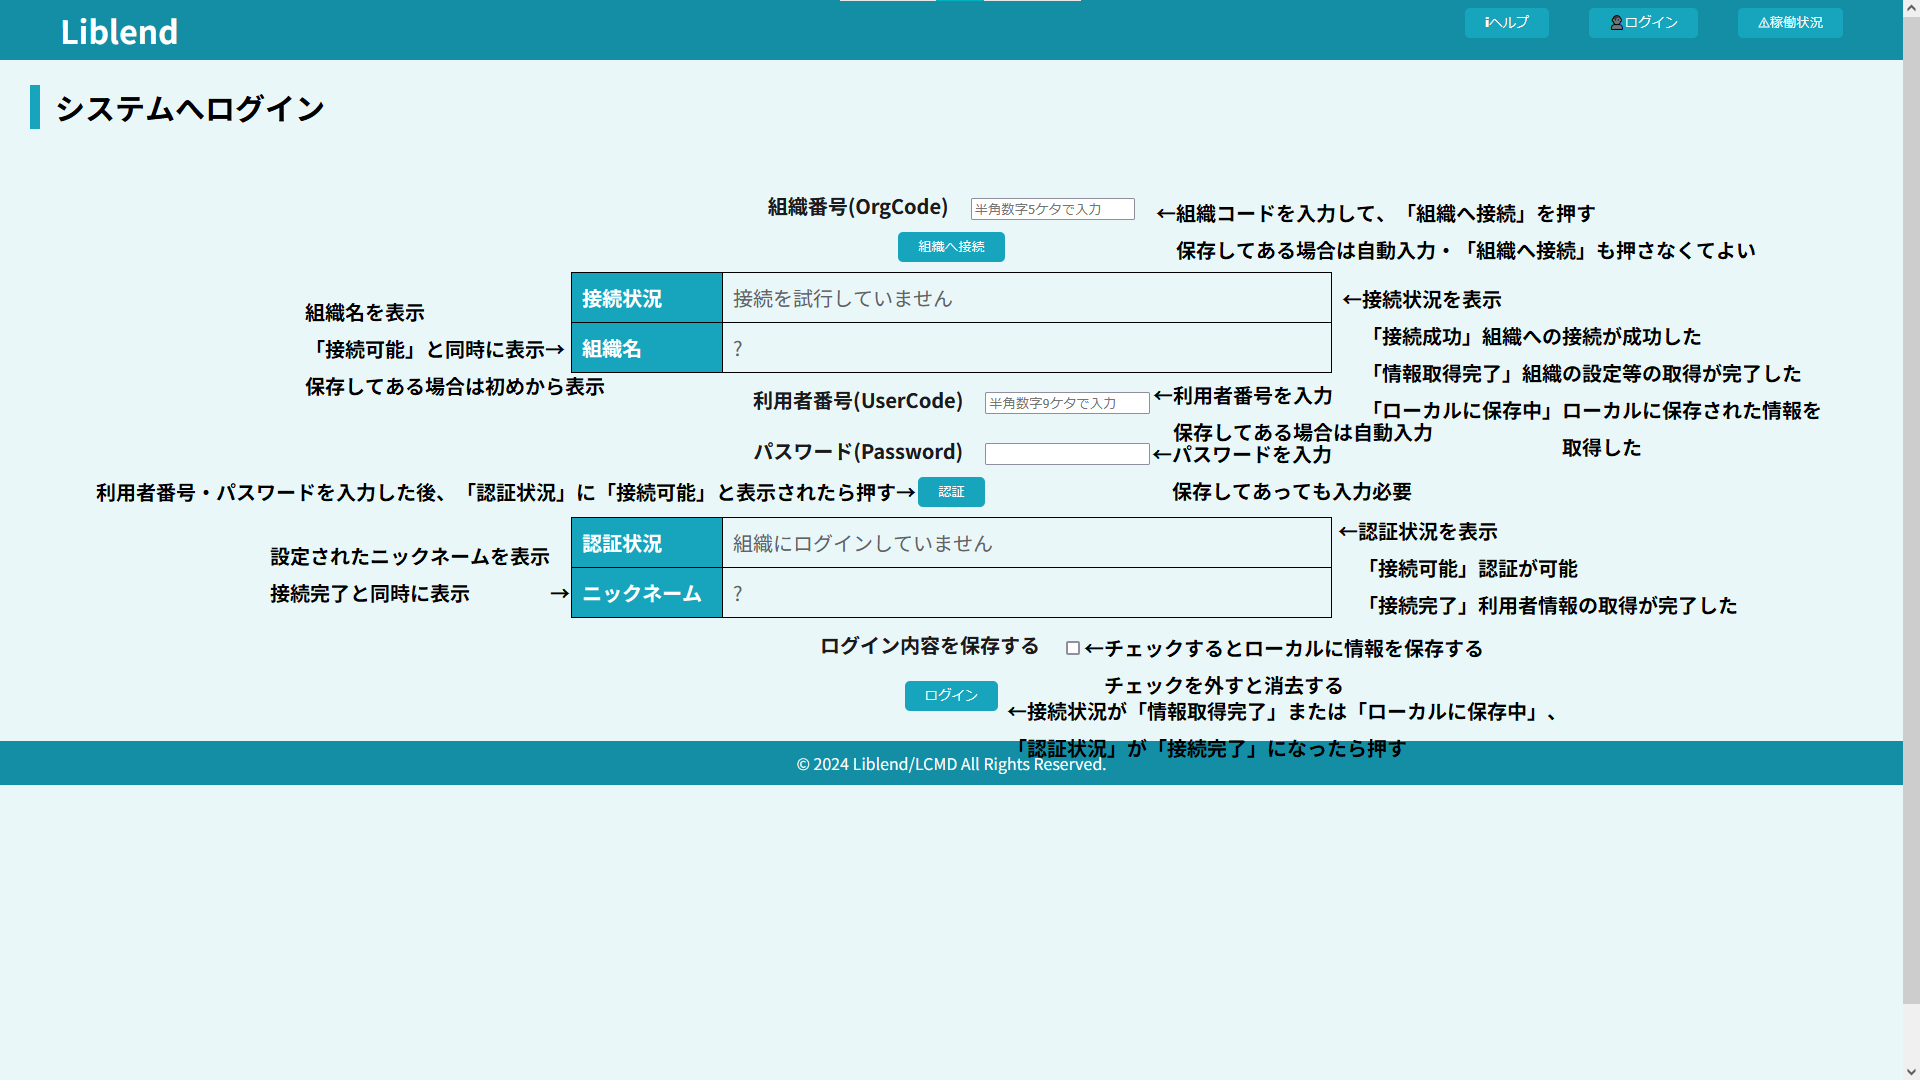 Liblend
ℹヘルプ
ログイン
⚠稼働状況
システムへログイン
組織番号(OrgCode)
半角数字5ケタで入力
←組織コードを入力して、「組織へ接続」を押す
保存してある場合は自動入力・「組織へ接続」も押さなくてよい
組織へ接続
接続状況
接続を試行していません
組織名
?
組織名を表示
「接続可能」と同時に表示→
保存してある場合は初めから表示
←接続状況を表示
「接続成功」組織への接続が成功した
「情報取得完了」組織の設定等の取得が完了した
「ローカルに保存中」ローカルに保存された情報を
取得した
利用者番号(UserCode)
半角数字9ケタで入力
←利用者番号を入力
保存してある場合は自動入力
パスワード(Password)
←パスワードを入力
保存してあっても入力必要
利用者番号・パスワードを入力した後、「認証状況」に「接続可能」と表示されたら押す→
認証
認証状況
組織にログインしていません
ニックネーム
?
設定されたニックネームを表示
接続完了と同時に表示 →
←認証状況を表示
「接続可能」認証が可能
「接続完了」利用者情報の取得が完了した
ログイン内容を保存する
←チェックするとローカルに情報を保存する
チェックを外すと消去する
ログイン
←接続状況が「情報取得完了」または「ローカルに保存中」、
「認証状況」が「接続完了」になったら押す
© 2024 Liblend/LCMD All Rights Reserved.